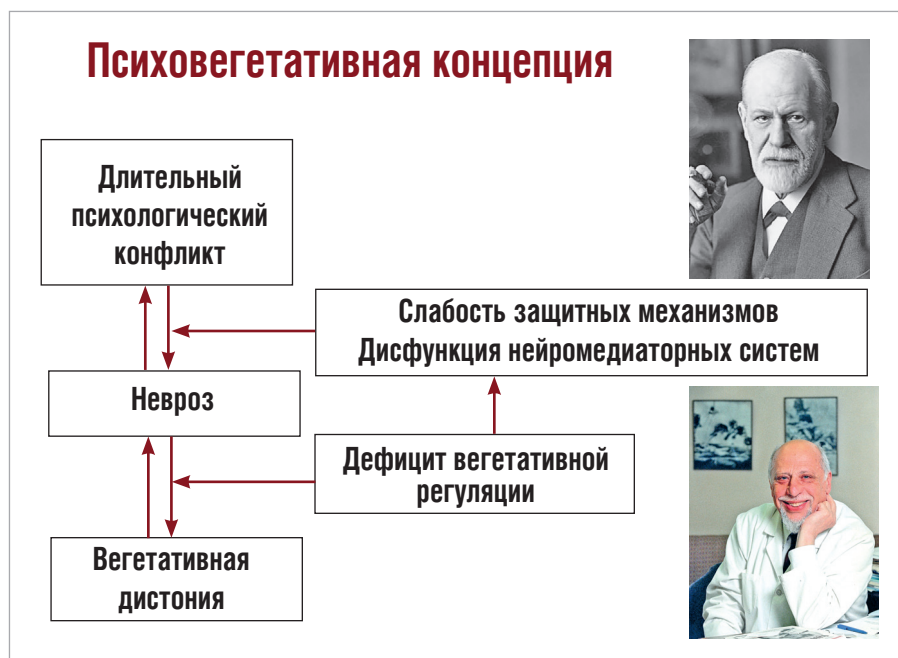 Психовегетативная концепция
Длительный
психологический
конфликт
Слабость защитных механизмов
Дисфункция нейромедиаторных систем
Невроз
Дефицит вегетативной
регуляции
Вегетативная
дистония